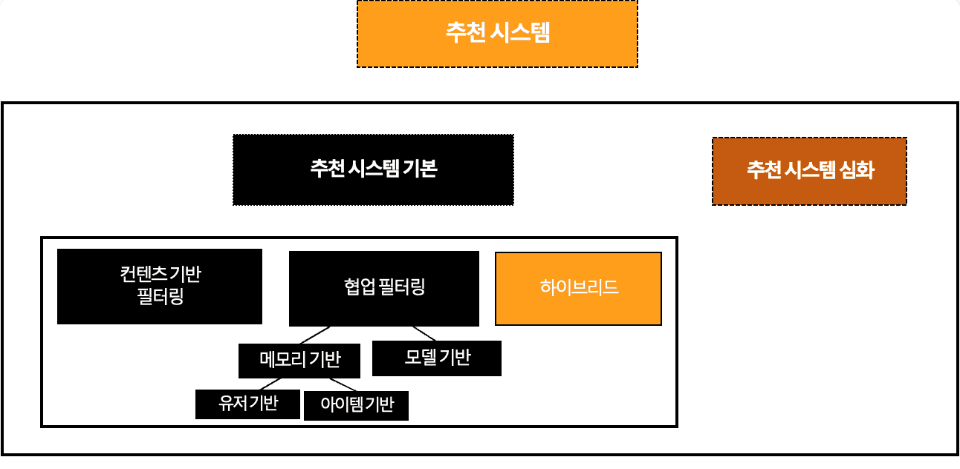 추천 시스템
추천 시스템 기본
추천 시스템 심화
컨텐츠 기반
필터링
협업 필터링
하이브리드
메모리 기반
모델 기반
유저 기반
아이템 기반